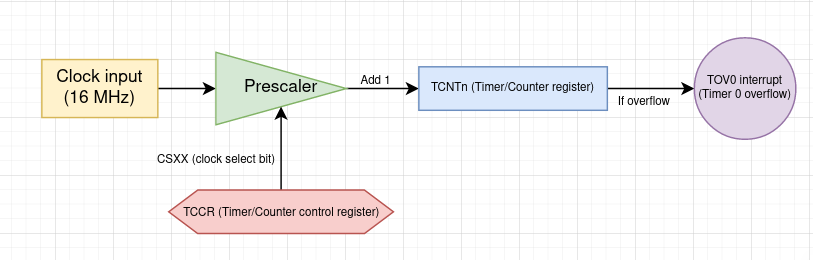 Clock input
(16 MHz)
Prescaler
Add 1
TCNTn (Timer/Counter register)
If overflow
TOV0 interrupt
(Timer 0 overflow)
CSXX (clock select bit)
TCCR (Timer/Counter control register)